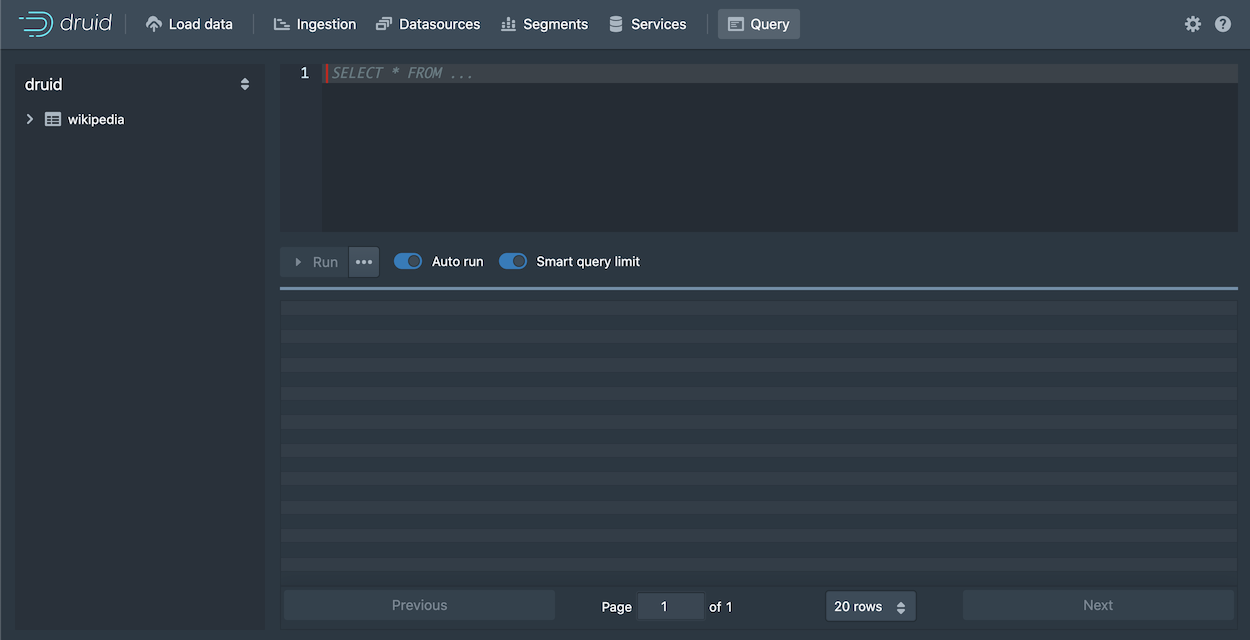 druid Load data Ingestion Datasources Segments Services Query
druid
wikipedia
1 SELECT * FROM ...
Run ••• Auto run Smart query limit
Previous Page 1 of 1 20 rows Next